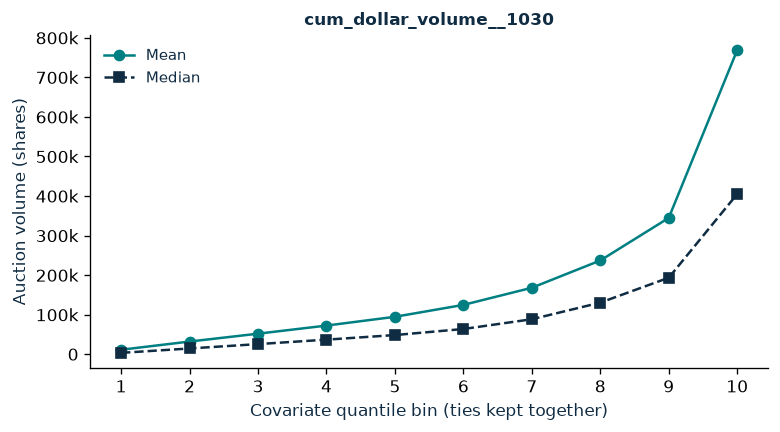 cum_dollar_volume__1030
Mean
Median
Auction volume (shares)
800k
700k
600k
500k
400k
300k
200k
100k
0
1 2 3 4 5 6 7 8 9 10
Covariate quantile bin (ties kept together)